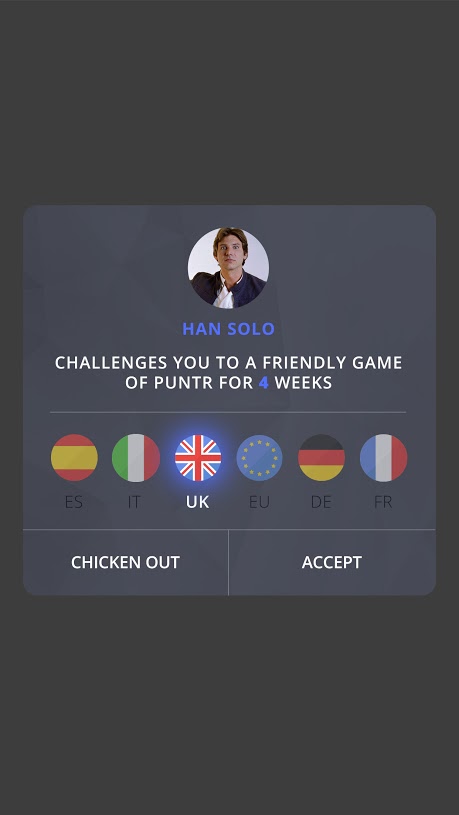 HAN SOLO
CHALLENGES YOU TO A FRIENDLY GAME
OF PUNTR FOR 4 WEEKS
ES IT UK EU DE FR
CHICKEN OUT ACCEPT